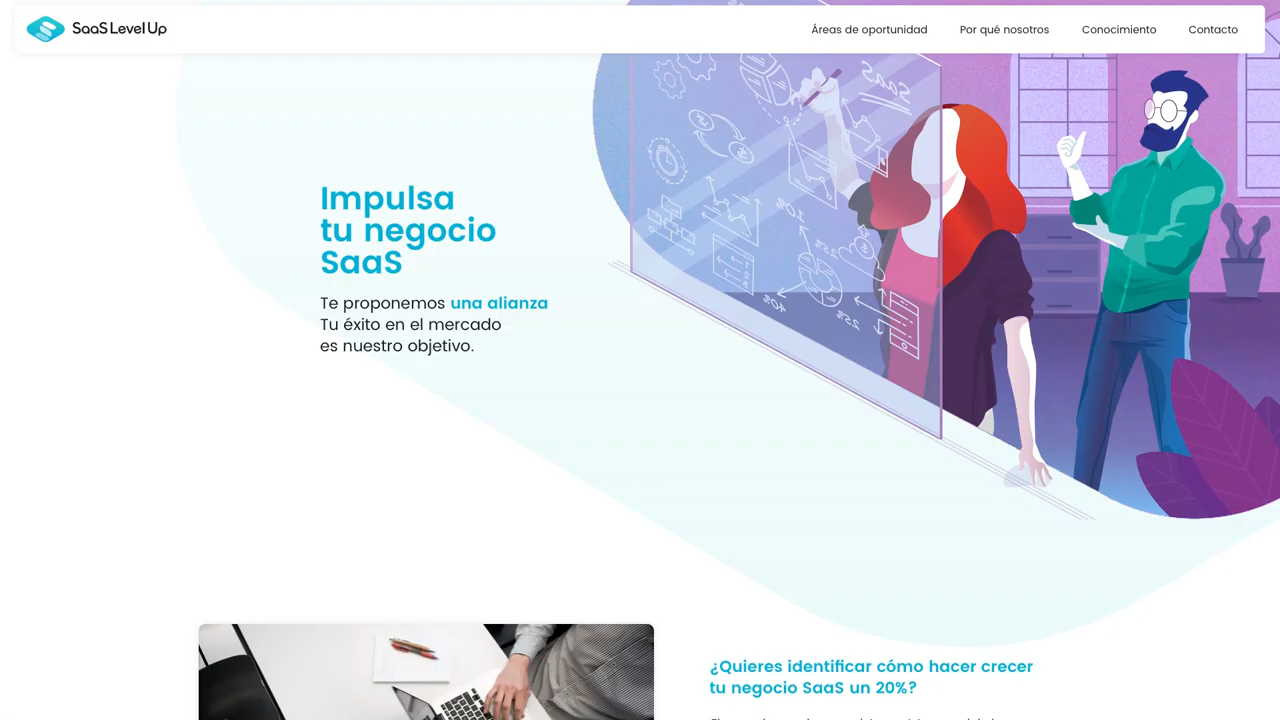 SaaS Level Up
Áreas de oportunidad
Por qué nosotros
Conocimiento
Contacto
Impulsa
tu negocio
SaaS
Te proponemos una alianza
Tu éxito en el mercado
es nuestro objetivo.
¿Quieres identificar cómo hacer crecer
tu negocio SaaS un 20%?